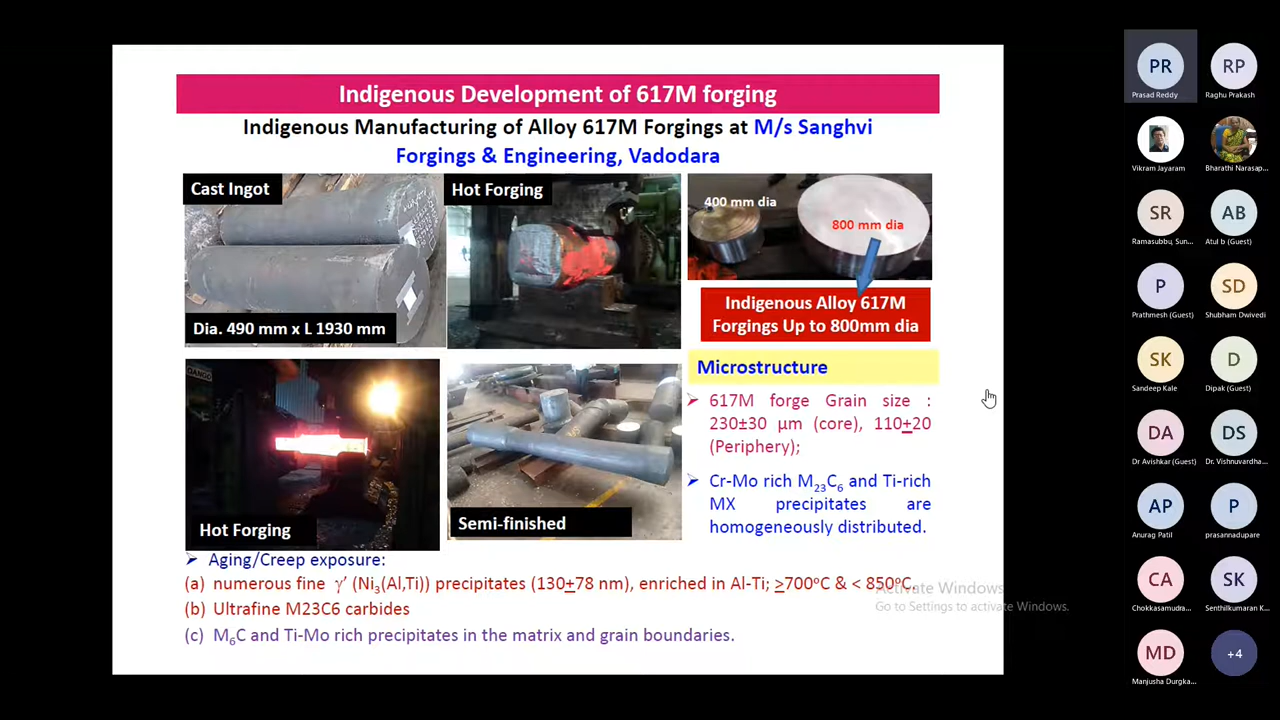 Indigenous Development of 617M forging
Indigenous Manufacturing of Alloy 617M Forgings at M/s Sanghvi
Forgings & Engineering, Vadodara
Cast Ingot
Dia. 490 mm x L 1930 mm
Hot Forging
400 mm dia
800 mm dia
Indigenous Alloy 617M
Forgings Up to 800mm dia
Hot Forging
Semi-finished
Microstructure
➢ 617M forge Grain size :
230±30 µm (core), 110±20
(Periphery);
➢ Cr-Mo rich M₂₃C₆ and Ti-rich
MX precipitates are
homogeneously distributed.
➢ Aging/Creep exposure:
(a) numerous fine γ′ (Ni₃(Al,Ti)) precipitates (130±78 nm), enriched in Al-Ti; ≥700°C & < 850°C.
(b) Ultrafine M23C6 carbides
(c) M₆C and Ti-Mo rich precipitates in the matrix and grain boundaries.
Activate Windows
Go to Settings to activate Windows.
PR
Prasad Reddy
RP
Raghu Prakash
Vikram Jayaram
Bharathi Narasap...
SR
Ramasubbu, Sun...
AB
Atul b (Guest)
P
Prathmesh (Guest)
SD
Shubham Dwivedi
SK
Sandeep Kale
D
Dipak (Guest)
DA
Dr Avishkar (Guest)
DS
Dr. Vishnuvardha...
AP
Anurag Patil
P
prasannadupare
CA
Chokkasamudra...
SK
Senthilkumaran K...
MD
Manjusha Durgka...
+4